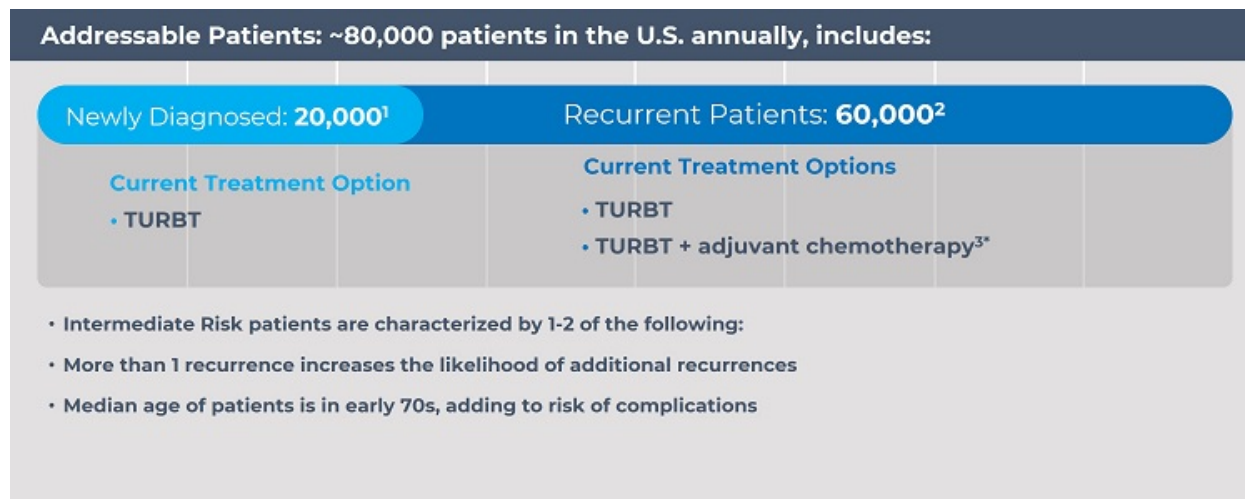 Addressable Patients: ~80,000 patients in the U.S. annually, includes:
Newly Diagnosed: 20,000¹
Recurrent Patients: 60,000²
Current Treatment Option
• TURBT
Current Treatment Options
• TURBT
• TURBT + adjuvant chemotherapy³*
• Intermediate Risk patients are characterized by 1-2 of the following:
• More than 1 recurrence increases the likelihood of additional recurrences
• Median age of patients is in early 70s, adding to risk of complications